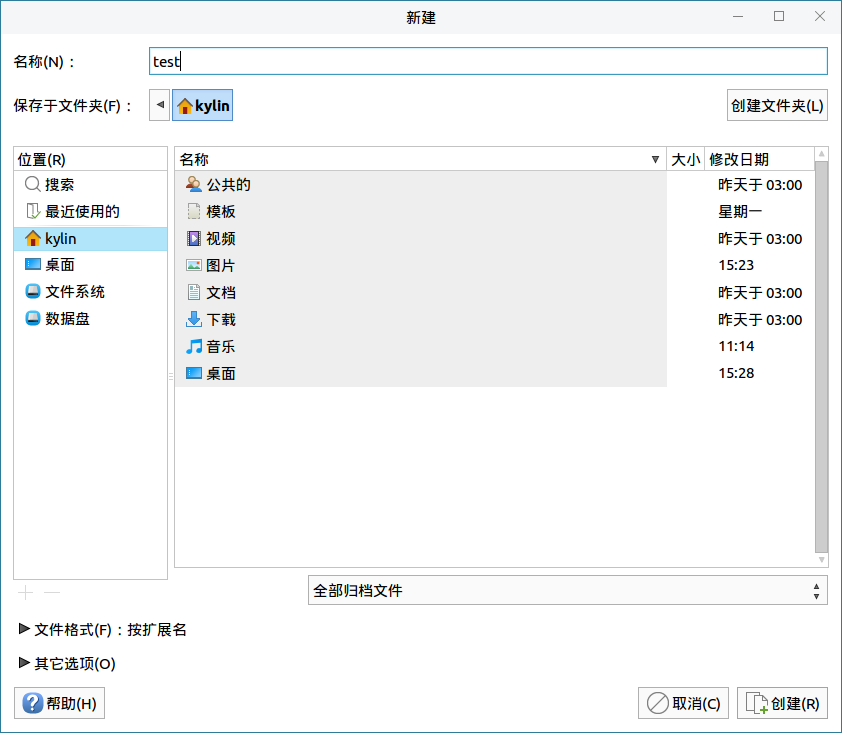 新建
名称(N)：
test
保存于文件夹(F)：
kylin
创建文件夹(L)
位置(R)
名称 大小 修改日期
搜索
最近使用的
kylin
桌面
文件系统
数据盘
公共的 昨天于 03:00
模板 星期一
视频 昨天于 03:00
图片 15:23
文档 昨天于 03:00
下载 昨天于 03:00
音乐 11:14
桌面 15:28
全部归档文件
文件格式(F)：按扩展名
其它选项(O)
帮助(H)
取消(C)
创建(R)